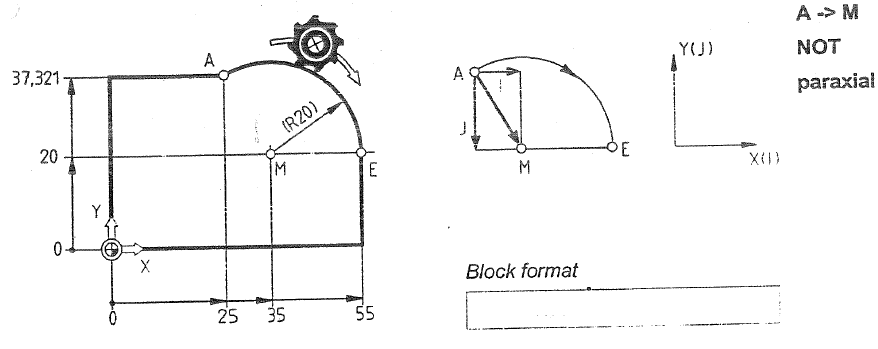 A -> M
NOT
paraxial
A
37,321
(R20)
20
M
E
Y
0
X
0
25
35
55
A
I
J
M
E
Y(J)
X(I)
Block format